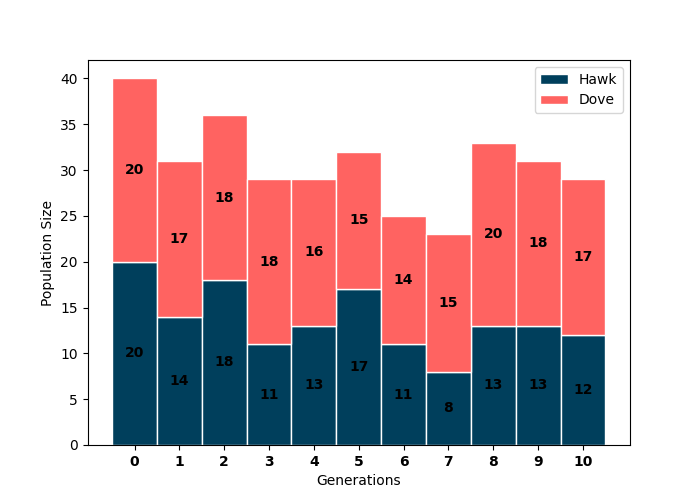 Hawk
Dove
Population Size
40
35
30
25
20
15
10
5
0
20 17 18 18 16 15 14 15 20 18 17
20 14 18 11 13 17 11 8 13 13 12
0 1 2 3 4 5 6 7 8 9 10
Generations